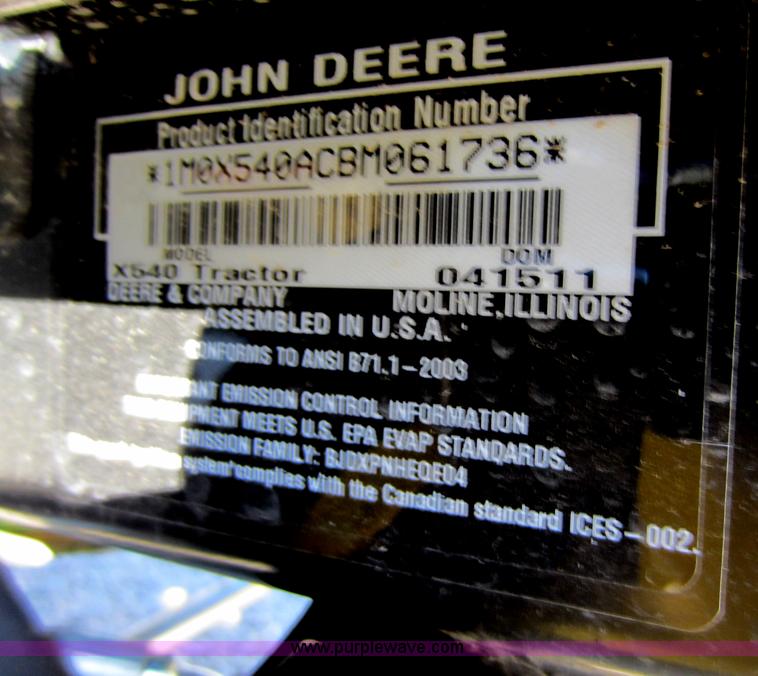 JOHN DEERE
Product Identification Number
*1M0X540ACBM061736*
MODEL DOM
X540 Tractor 041511
DEERE & COMPANY MOLINE, ILLINOIS
ASSEMBLED IN U.S.A.
CONFORMS TO ANSI B71.1-2003
EMISSION CONTROL INFORMATION
MEETS U.S. EPA EVAP STANDARDS.
EMISSION FAMILY: BJDXPNHEQE04
system complies with the Canadian standard ICES-002.
www.purplewave.com